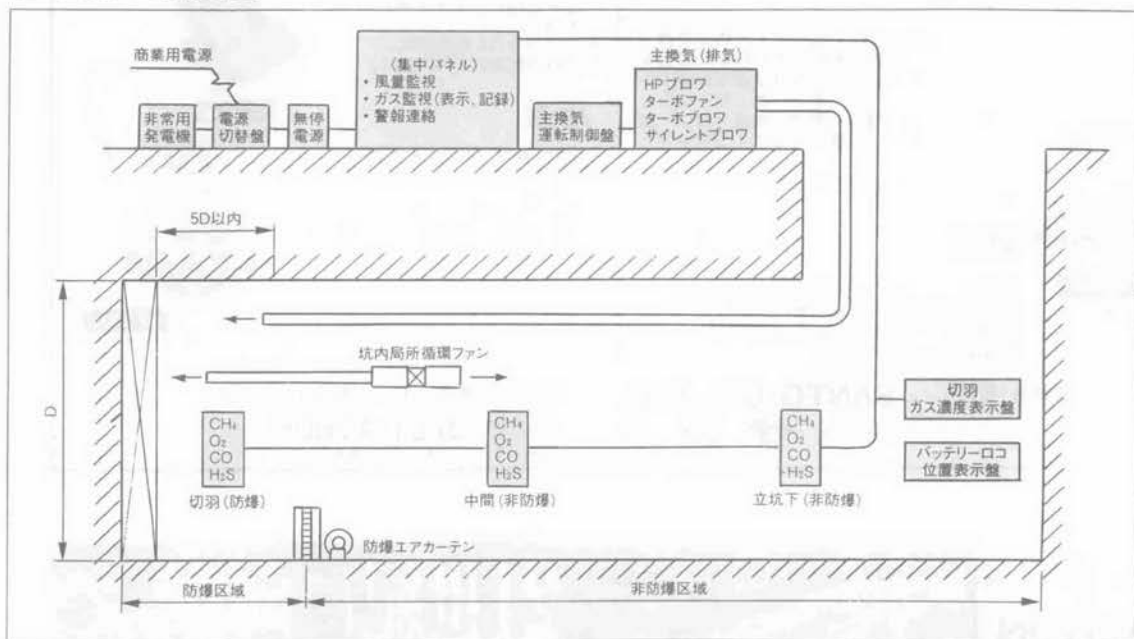 商業用電源
非常用
発電機
電源
切替盤
無停
電源
(集中パネル)
・風量監視
・ガス監視(表示、記録)
・警報連絡
主換気
運転制御盤
主換気(排気)
HPブロワ
ターボファン
ターボブロワ
サイレントブロワ
5D以内
D
坑内局所循環ファン
CH₄
O₂
CO
H₂S
切羽(防爆)
CH₄
O₂
CO
H₂S
中間(非防爆)
CH₄
O₂
CO
H₂S
立坑下(非防爆)
切羽
ガス濃度表示盤
バッテリーロコ
位置表示盤
防爆エアカーテン
防爆区域
非防爆区域